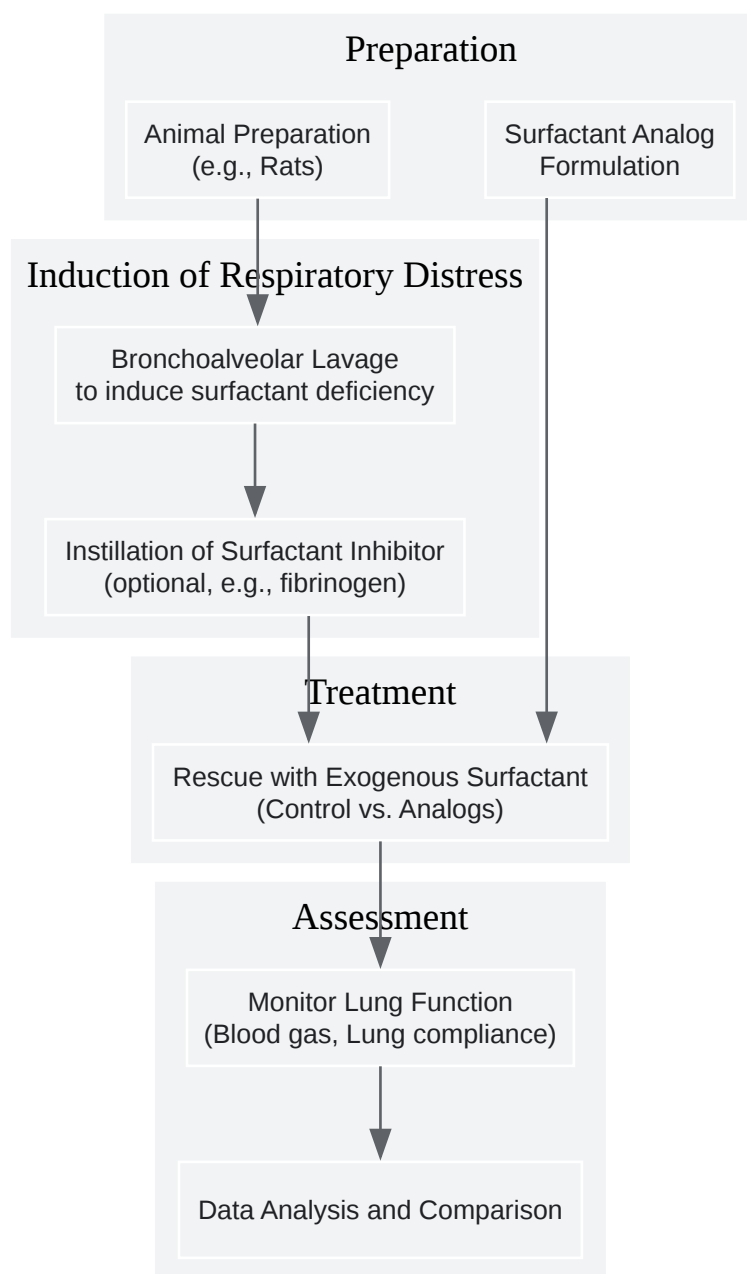 Preparation
Animal Preparation
(e.g., Rats)
Surfactant Analog
Formulation
Induction of Respiratory Distress
Bronchoalveolar Lavage
to induce surfactant deficiency
Instillation of Surfactant Inhibitor
(optional, e.g., fibrinogen)
Treatment
Rescue with Exogenous Surfactant
(Control vs. Analogs)
Assessment
Monitor Lung Function
(Blood gas, Lung compliance)
Data Analysis and Comparison